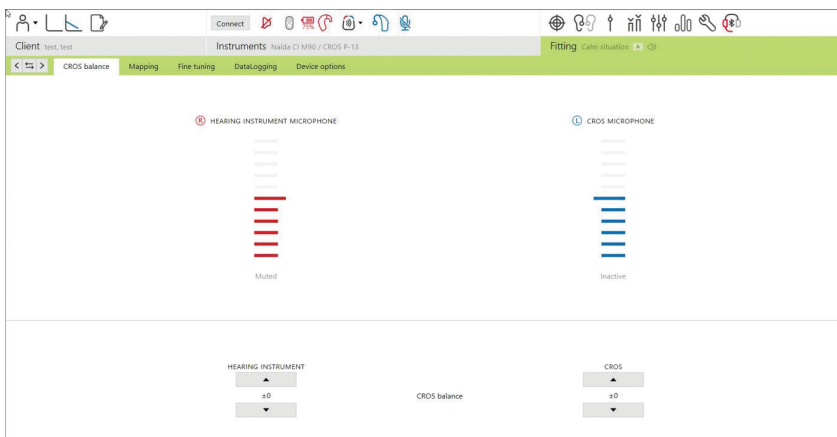 Connect
75%
Client test, test
Instruments Naída CI M90 / CROS P-13
Fitting Calm situation A
CROS balance Mapping Fine tuning DataLogging Device options
R HEARING INSTRUMENT MICROPHONE
L CROS MICROPHONE
Muted
Inactive
HEARING INSTRUMENT
CROS
±0
CROS balance
±0